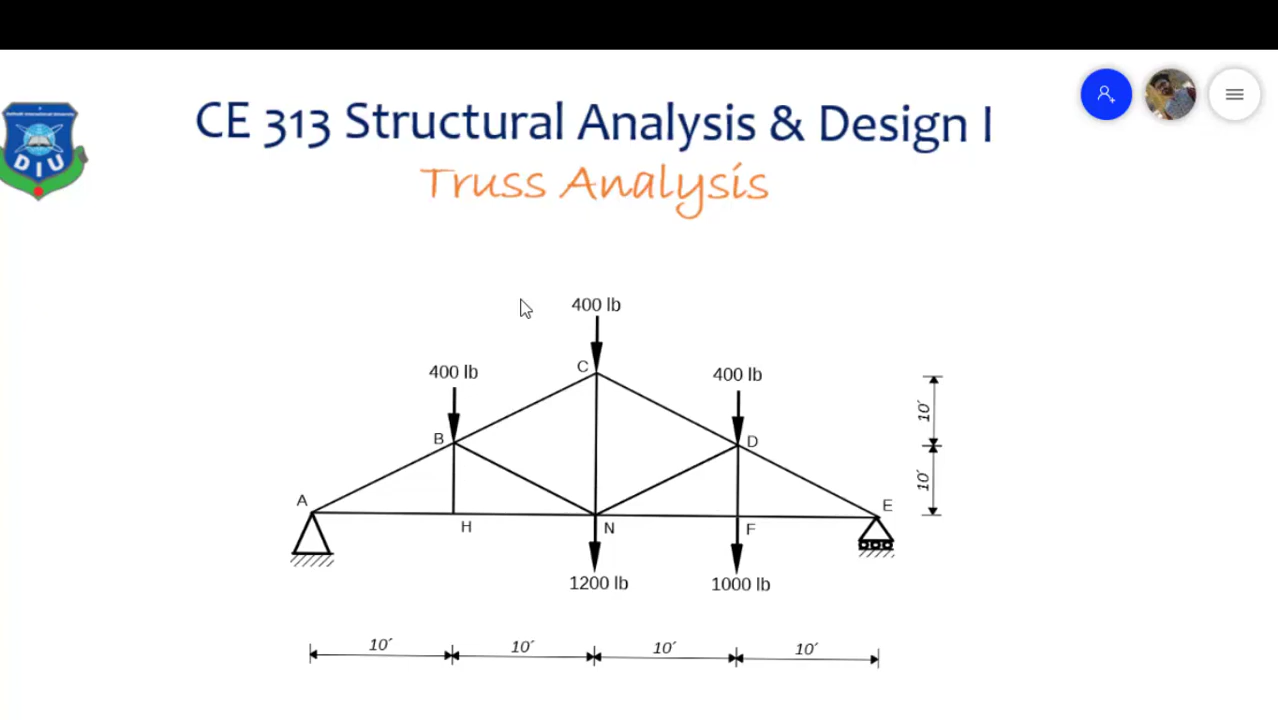 CE 313 Structural Analysis & Design I
DIU
Truss Analysis
400 lb
400 lb
400 lb
C
B
D
10′
10′
A
E
H
N
F
1200 lb
1000 lb
10′
10′
10′
10′